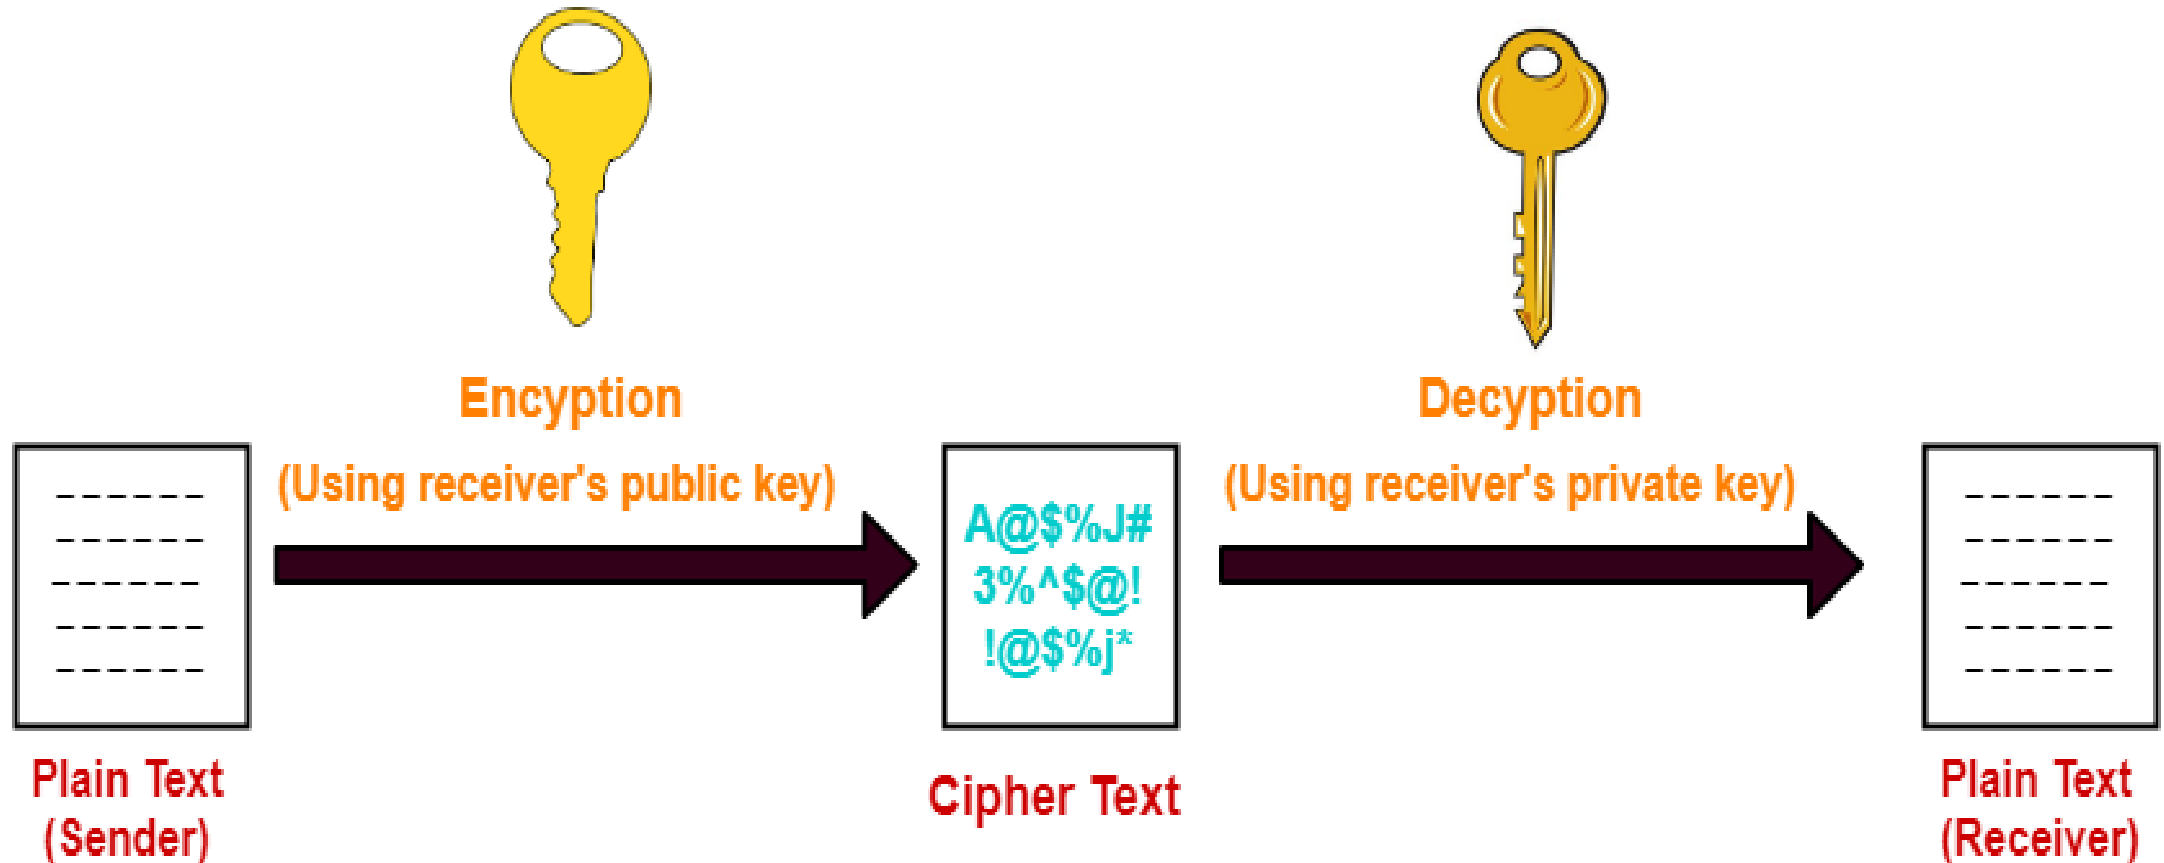 Encyption
(Using receiver's public key)
Decyption
(Using receiver's private key)
A@$%J#
3%^$@!
!@$%j*
Plain Text
(Sender)
Cipher Text
Plain Text
(Receiver)